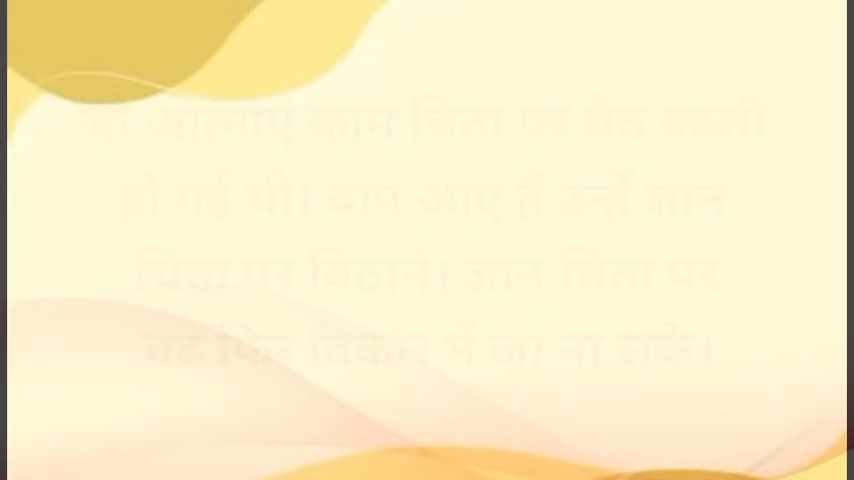 जो आत्माएं काम चिता पर बैठ काली
हो गई थी। बाप आए हैं उन्हें ज्ञान
चिता पर बिठाने। ज्ञान चिता पर
चढ फिर विकार में जा ना सके।